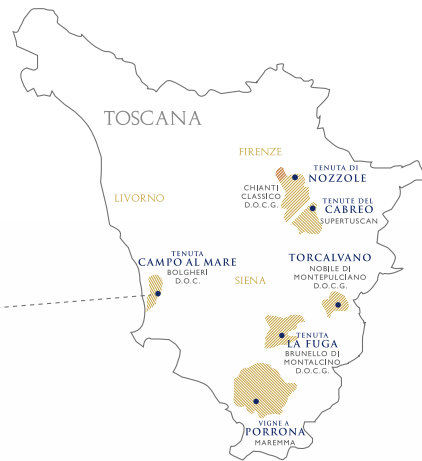 TOSCANA
FIRENZE
TENUTA DI
NOZZOLE
CHIANTI
CLASSICO
D.O.C.G.
TENUTE DEL
CABREO
SUPERTUSCAN
LIVORNO
TENUTA
CAMPO AL MARE
BOLGHERI
D.O.C.
SIENA
TORCALVANO
NOBILE DI
MONTEPULCIANO
D.O.C.G.
TENUTA
LA FUGA
BRUNELLO DI
MONTALCINO
D.O.C.G.
VIGNE A
PORRONA
MAREMMA